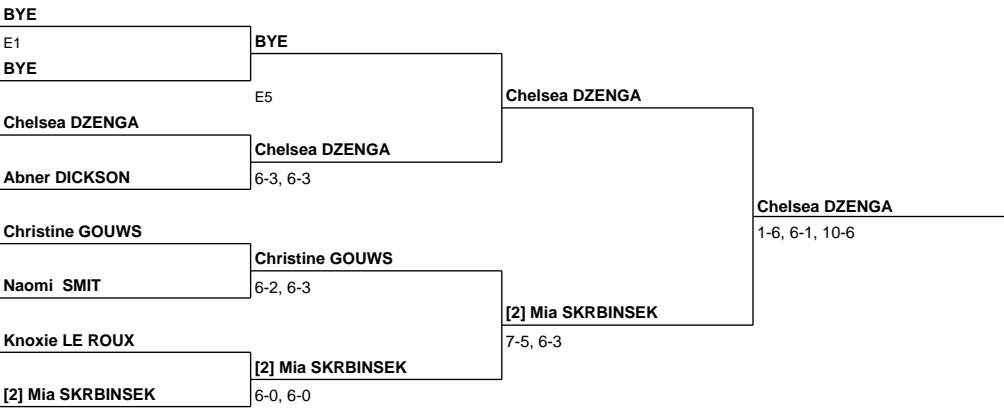 BYE
E1
BYE
BYE
E5
Chelsea DZENGA
Chelsea DZENGA
Chelsea DZENGA
6-3, 6-3
Abner DICKSON
Chelsea DZENGA
1-6, 6-1, 10-6
Christine GOUWS
Christine GOUWS
6-2, 6-3
Naomi SMIT
[2] Mia SKRBINSEK
7-5, 6-3
Knoxie LE ROUX
[2] Mia SKRBINSEK
6-0, 6-0
[2] Mia SKRBINSEK